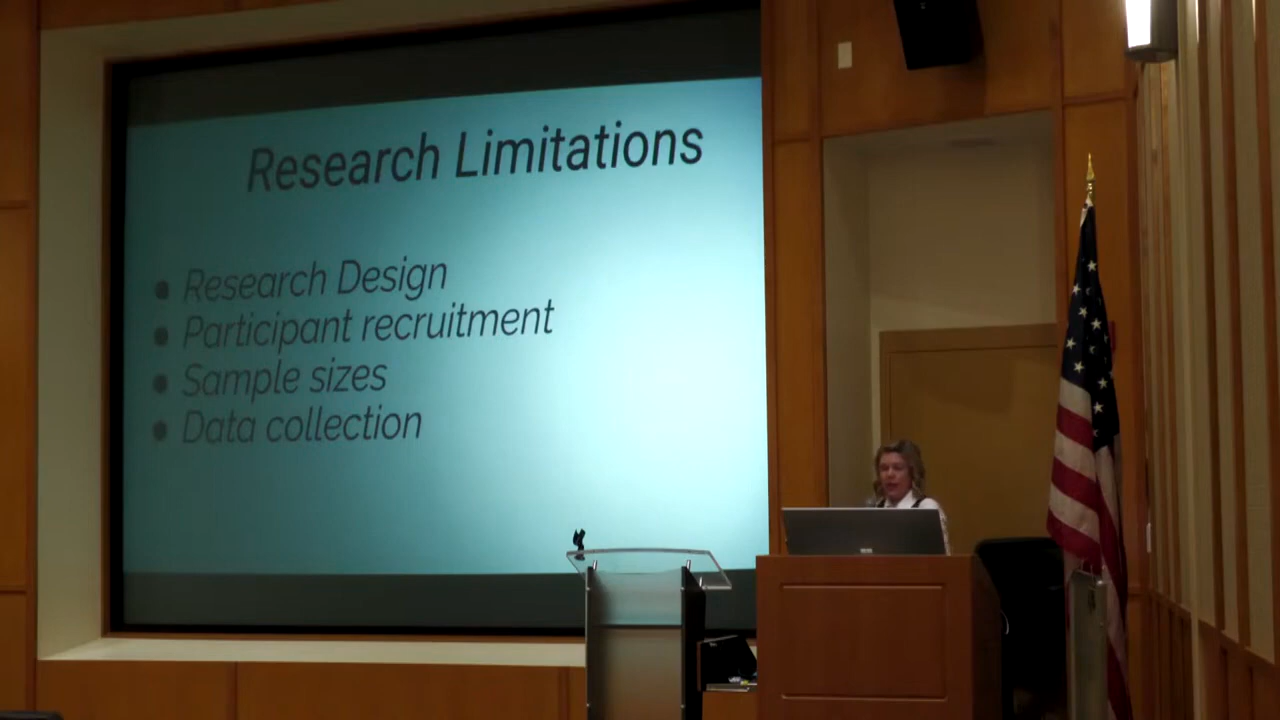 Research Limitations
Research Design
Participant recruitment
Sample sizes
Data collection